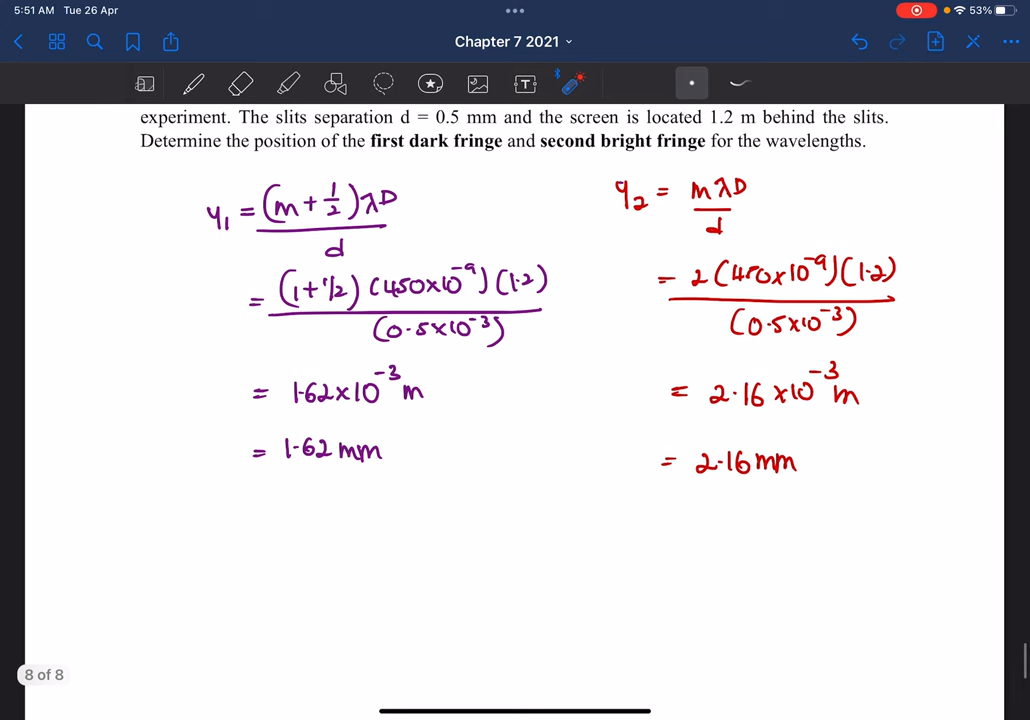 5:51 AM Tue 26 Apr
53%
Chapter 7 2021
experiment. The slits separation d = 0.5 mm and the screen is located 1.2 m behind the slits.
Determine the position of the first dark fringe and second bright fringe for the wavelengths.
y₁ = (m + 1/2) λD / d
= (1 + 1/2) (450×10⁻⁹) (1.2) / (0.5×10⁻³)
= 1.62×10⁻³ m
= 1.62 mm
y₂ = mλD / d
= 2 (450×10⁻⁹) (1.2) / (0.5×10⁻³)
= 2.16 ×10⁻³ m
= 2.16 mm
8 of 8